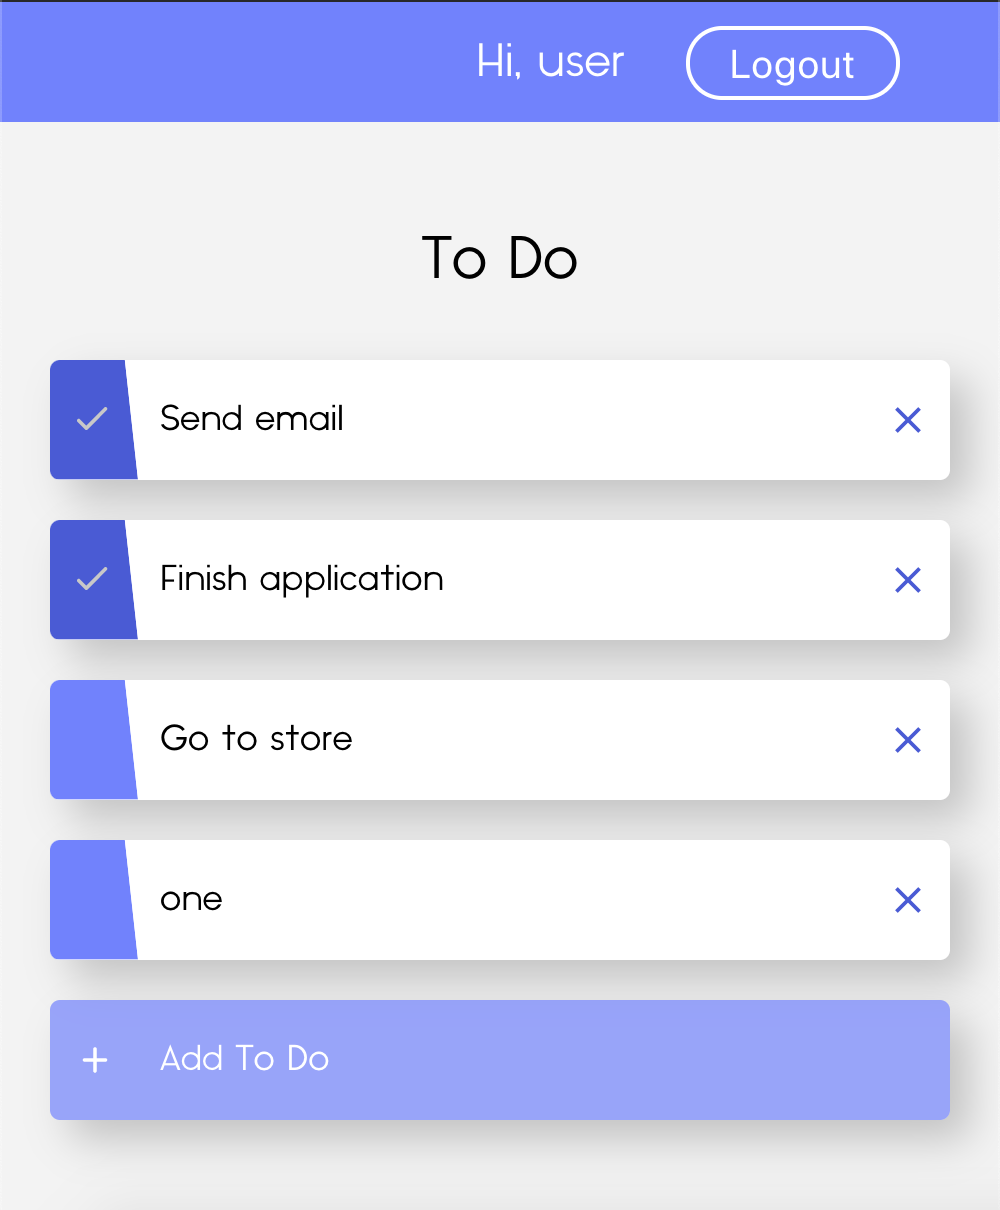 Hi, user Logout
To Do
Send email
Finish application
Go to store
one
Add To Do